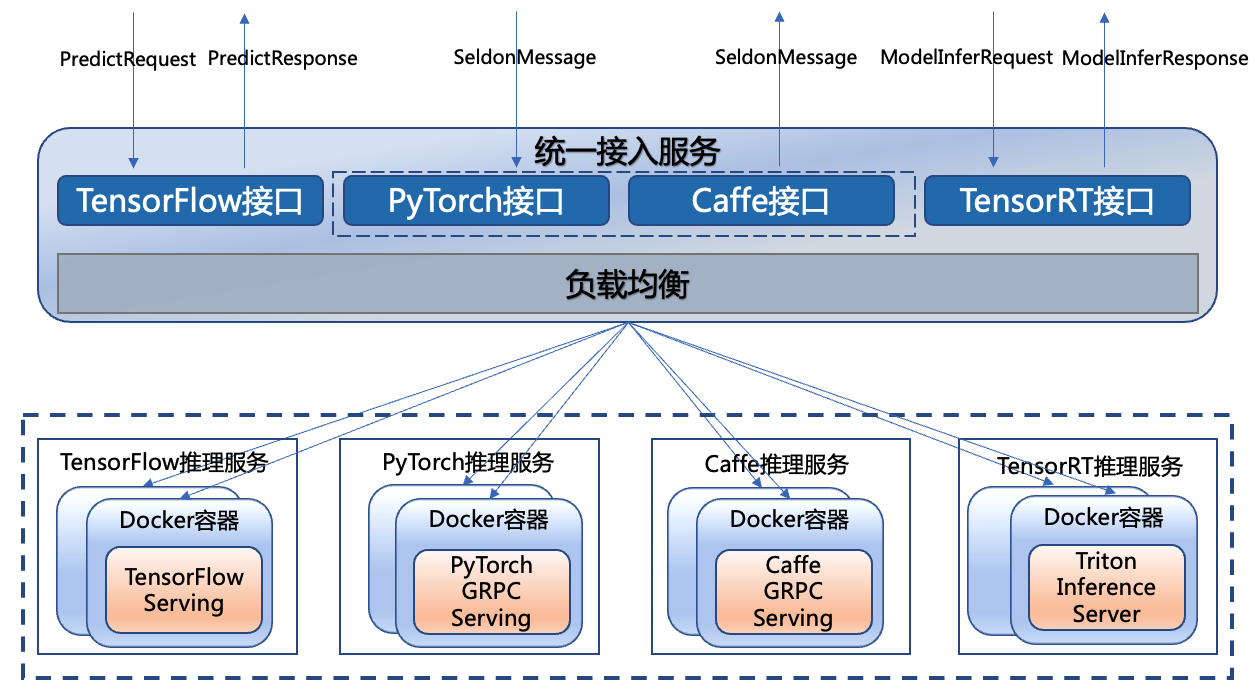 PredictRequest
PredictResponse
SeldonMessage
SeldonMessage
ModelInferRequest
ModelInferResponse
统一接入服务
TensorFlow接口
PyTorch接口
Caffe接口
TensorRT接口
负载均衡
TensorFlow推理服务
Docker容器
TensorFlow
Serving
PyTorch推理服务
Docker容器
PyTorch
GRPC
Serving
Caffe推理服务
Docker容器
Caffe
GRPC
Serving
TensorRT推理服务
Docker容器
Triton
Inference
Server